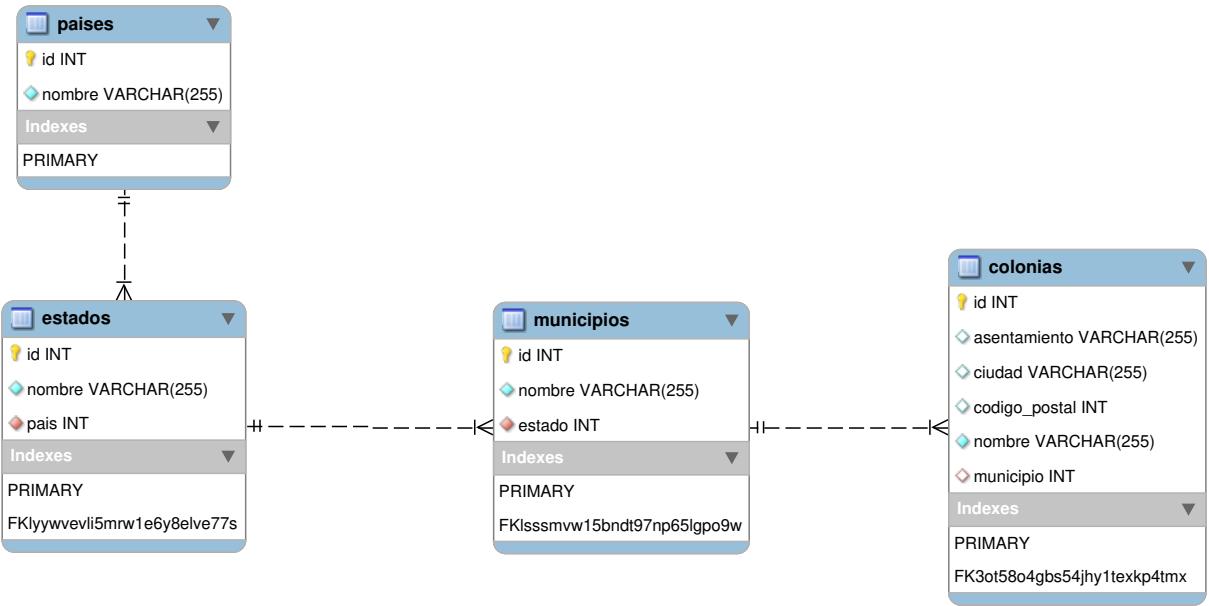 paises
id INT
nombre VARCHAR(255)
Indexes
PRIMARY
estados
id INT
nombre VARCHAR(255)
pais INT
Indexes
PRIMARY
FKlyywvevli5mrw1e6y8elve77s
municipios
id INT
nombre VARCHAR(255)
estado INT
Indexes
PRIMARY
FKlsssmvw15bndt97np65lgpo9w
colonias
id INT
asentamiento VARCHAR(255)
ciudad VARCHAR(255)
codigo_postal INT
nombre VARCHAR(255)
municipio INT
Indexes
PRIMARY
FK3ot58o4gbs54jhy1texkp4tmx